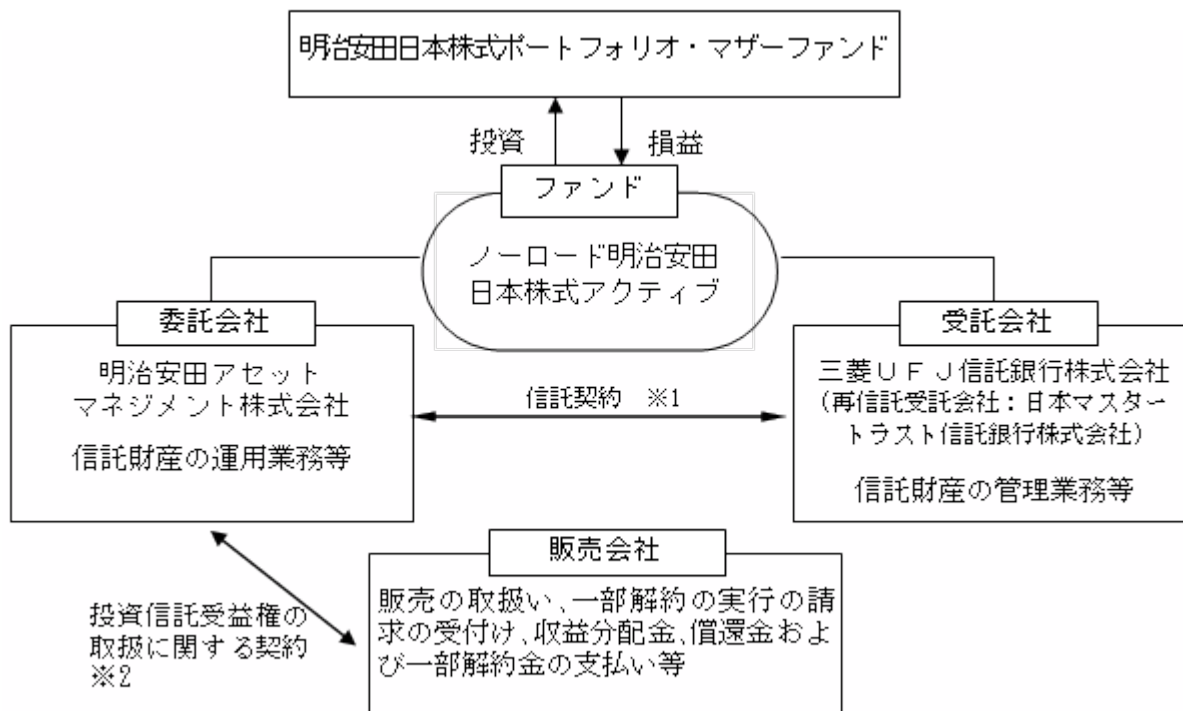 明治安田日本株式ポートフォリオ・マザーファンド
投資
損益
ファンド
ノーロード明治安田
日本株式アクティブ
委託会社
明治安田アセット
マネジメント株式会社
信託財産の運用業務等
信託契約 ※1
受託会社
三菱UFJ信託銀行株式会社
(再信託受託会社:日本マスター
トラスト信託銀行株式会社)
信託財産の管理業務等
投資信託受益権の
取扱に関する契約
※2
販売会社
販売の取扱い、一部解約の実行の請
求の受付け、収益分配金、償還金およ
び一部解約金の支払い等